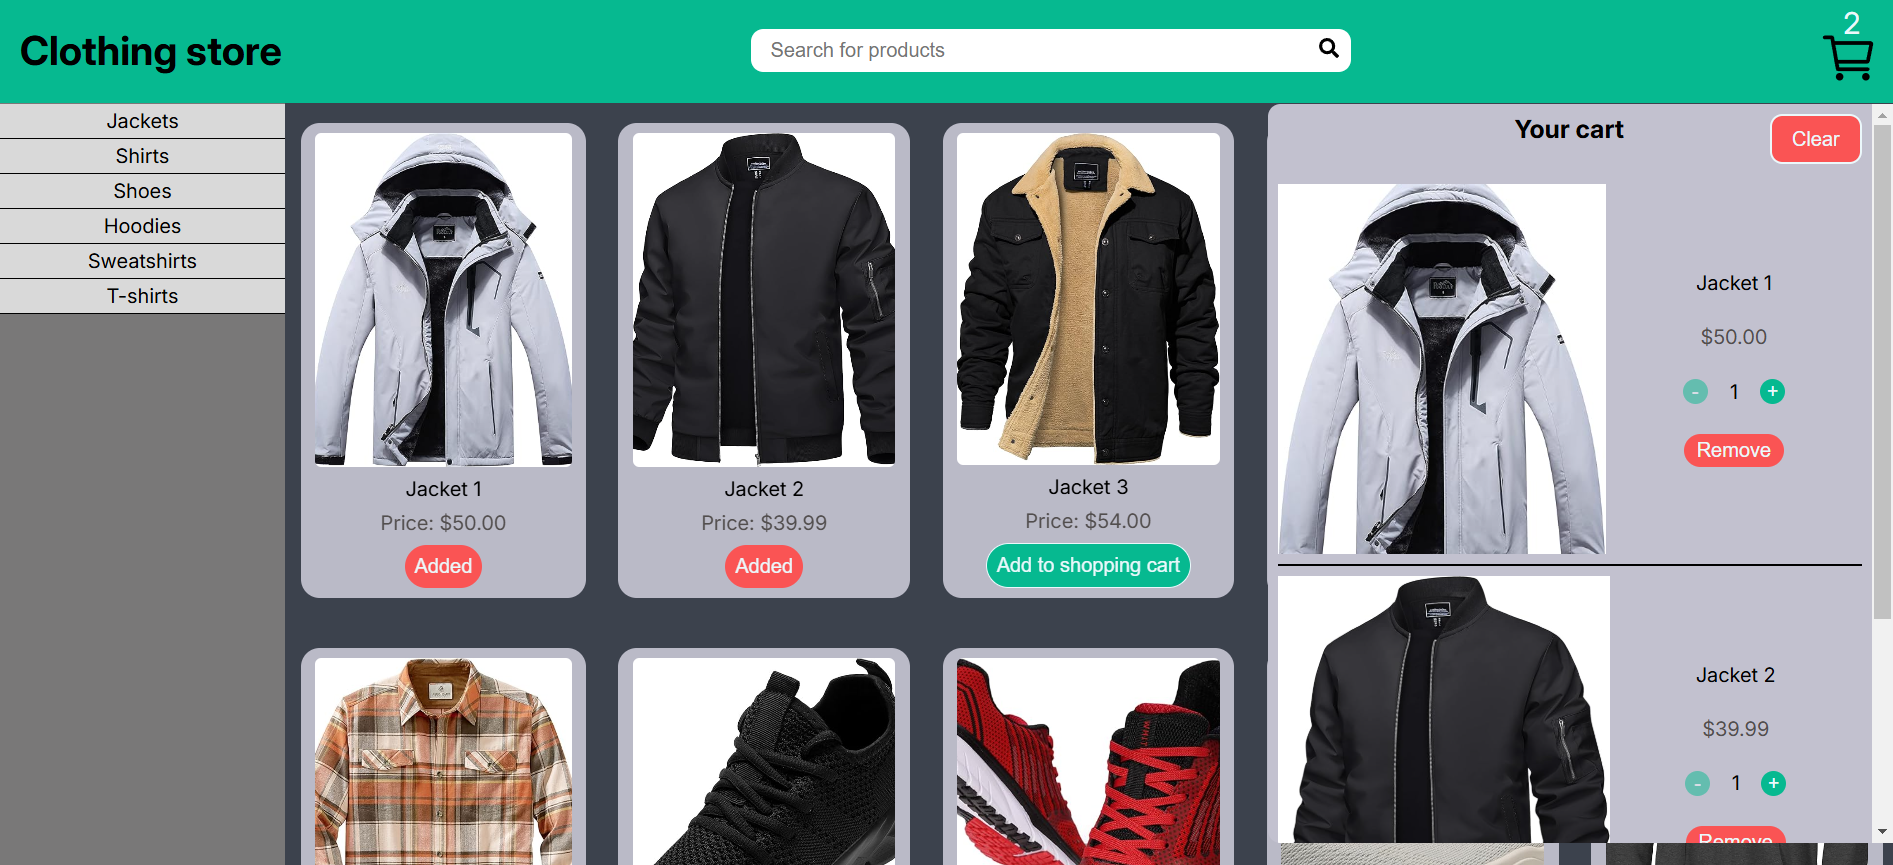 Clothing store
Search for products
2
Jackets
Shirts
Shoes
Hoodies
Sweatshirts
T-shirts
Jacket 1
Price: $50.00
Added
Jacket 2
Price: $39.99
Added
Jacket 3
Price: $54.00
Add to shopping cart
Your cart
Clear
Jacket 1
$50.00
- 1 +
Remove
Jacket 2
$39.99
- 1 +
Remove